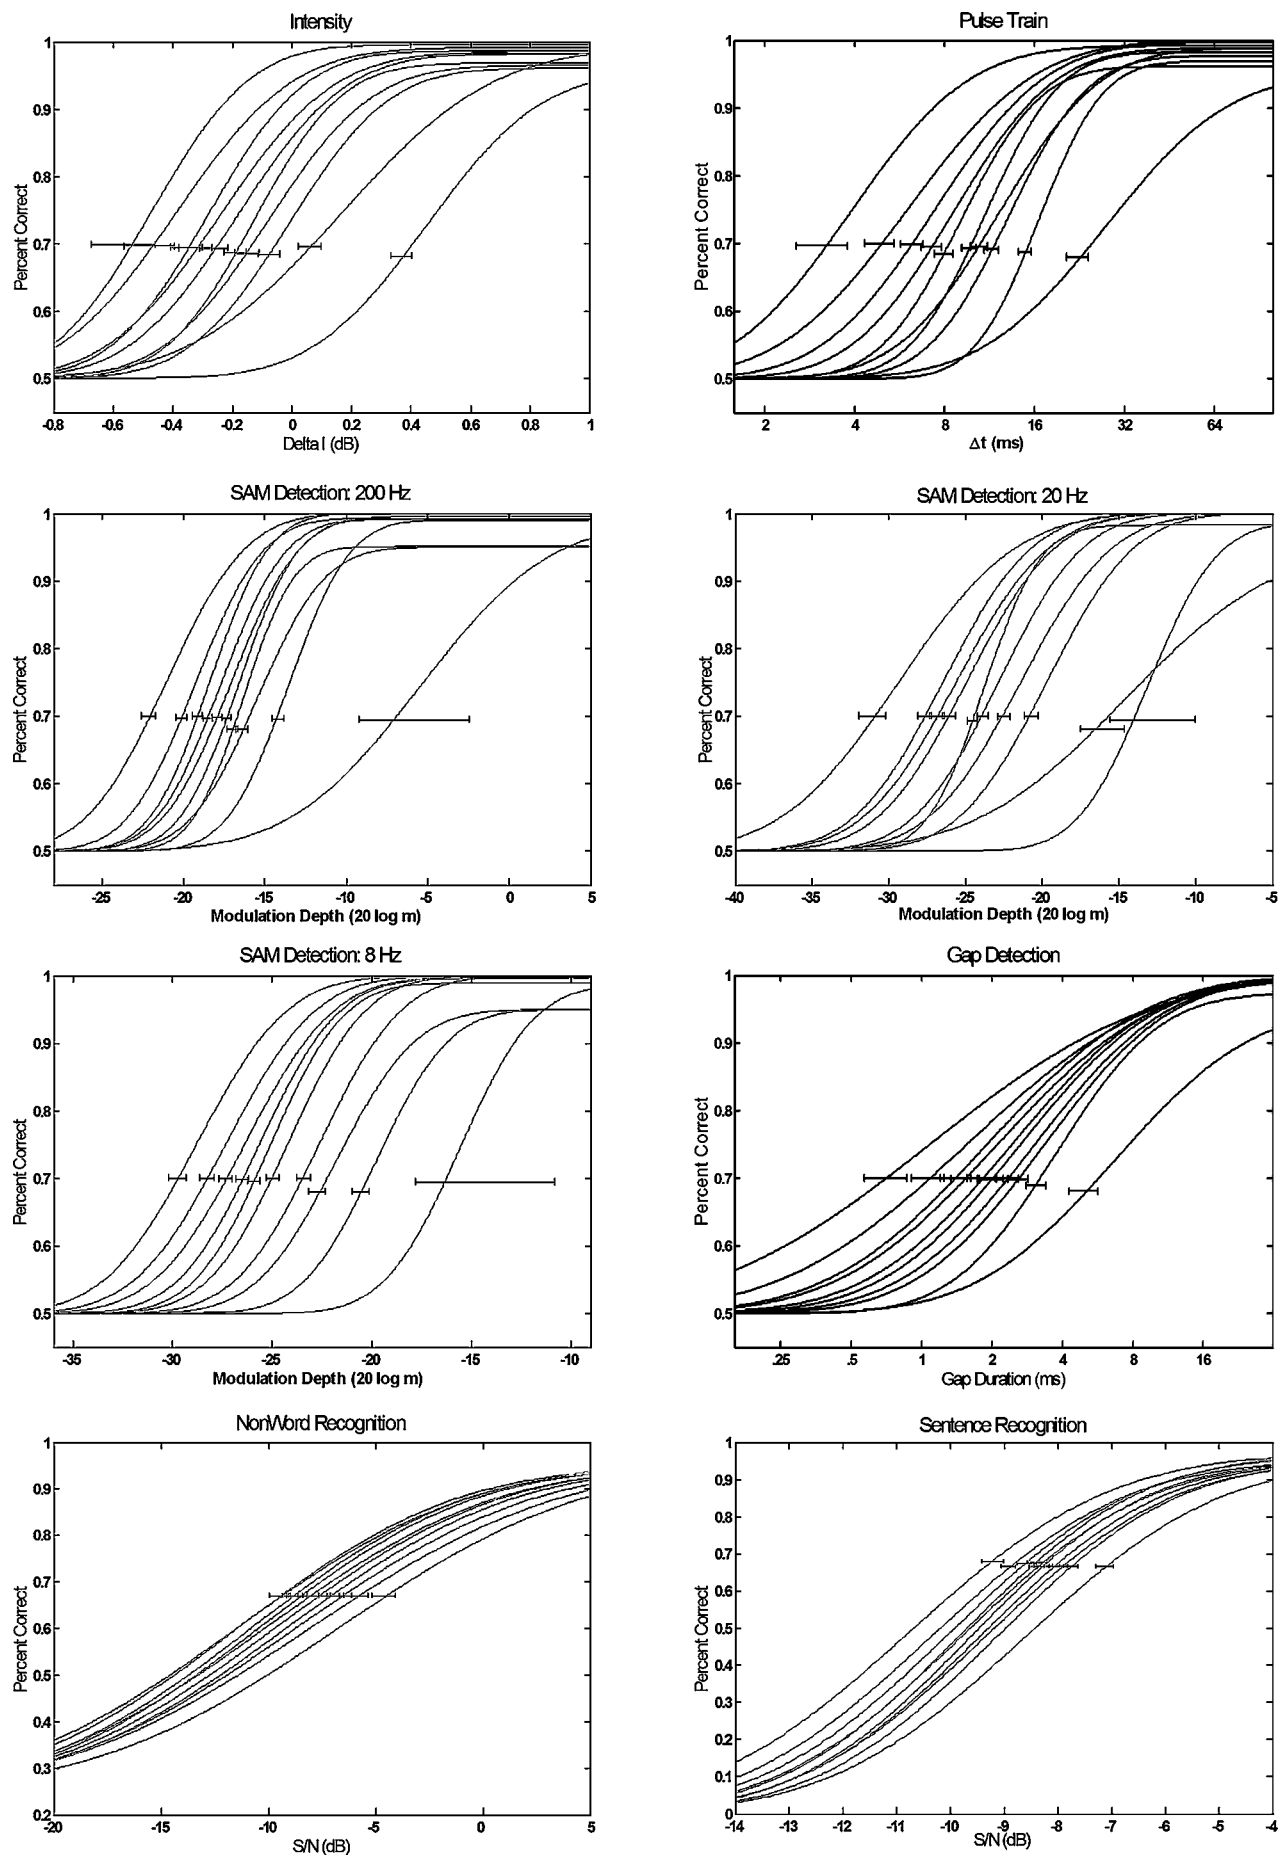 Intensity
1
0.9
0.8
0.7
0.6
0.5
Percent Correct
-0.8 -0.6 -0.4 -0.2 0 0.2 0.4 0.6 0.8 1
Delta I (dB)
Pulse Train
1
0.9
0.8
0.7
0.6
0.5
Percent Correct
2 4 8 16 32 64
Δt (ms)
SAM Detection: 200 Hz
1
0.9
0.8
0.7
0.6
0.5
Percent Correct
-25 -20 -15 -10 -5 0 5
Modulation Depth (20 log m)
SAM Detection: 20 Hz
1
0.9
0.8
0.7
0.6
0.5
Percent Correct
-40 -35 -30 -25 -20 -15 -10 -5
Modulation Depth (20 log m)
SAM Detection: 8 Hz
1
0.9
0.8
0.7
0.6
0.5
Percent Correct
-35 -30 -25 -20 -15 -10
Modulation Depth (20 log m)
Gap Detection
1
0.9
0.8
0.7
0.6
0.5
Percent Correct
.25 .5 1 2 4 8 16
Gap Duration (ms)
NonWord Recognition
1
0.9
0.8
0.7
0.6
0.5
0.4
0.3
0.2
Percent Correct
-20 -15 -10 -5 0 5
S/N (dB)
Sentence Recognition
1
0.9
0.8
0.7
0.6
0.5
0.4
0.3
0.2
0.1
0
Percent Correct
-14 -13 -12 -11 -10 -9 -8 -7 -6 -5 -4
S/N (dB)